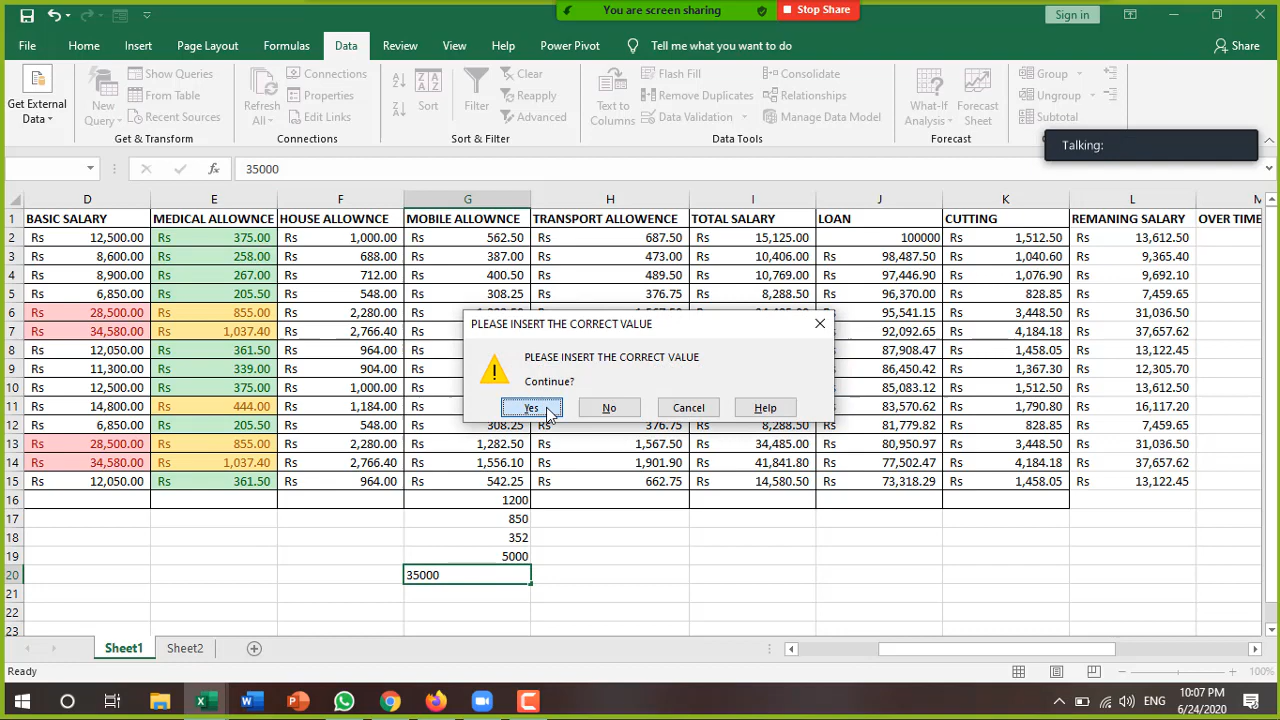 You are screen sharing Stop Share
Sign in
File Home Insert Page Layout Formulas Data Review View Help Power Pivot Tell me what you want to do Share
Get External Data
New Query
Show Queries
From Table
Recent Sources
Get & Transform
Refresh All
Connections
Properties
Edit Links
Connections
Sort
Filter
Clear
Reapply
Advanced
Sort & Filter
Text to Columns
Flash Fill
Remove Duplicates
Data Validation
Consolidate
Relationships
Manage Data Model
Data Tools
What-If Analysis
Forecast Sheet
Forecast
Group
Ungroup
Subtotal
Talking:
fx 35000
D E F G H I J K L M
1 BASIC SALARY MEDICAL ALLOWNCE HOUSE ALLOWNCE MOBILE ALLOWNCE TRANSPORT ALLOWENCE TOTAL SALARY LOAN CUTTING REMANING SALARY OVER TIME
2 Rs 12,500.00 Rs 375.00 Rs 1,000.00 Rs 562.50 Rs 687.50 Rs 15,125.00 100000 Rs 1,512.50 Rs 13,612.50
3 Rs 8,600.00 Rs 258.00 Rs 688.00 Rs 387.00 Rs 473.00 Rs 10,406.00 Rs 98,487.50 Rs 1,040.60 Rs 9,365.40
4 Rs 8,900.00 Rs 267.00 Rs 712.00 Rs 400.50 Rs 489.50 Rs 10,769.00 Rs 97,446.90 Rs 1,076.90 Rs 9,692.10
5 Rs 6,850.00 Rs 205.50 Rs 548.00 Rs 308.25 Rs 376.75 Rs 8,288.50 Rs 96,370.00 Rs 828.85 Rs 7,459.65
6 Rs 28,500.00 Rs 855.00 Rs 2,280.00 Rs 95,541.15 Rs 3,448.50 Rs 31,036.50
7 Rs 34,580.00 Rs 1,037.40 Rs 2,766.40 Rs 92,092.65 Rs 4,184.18 Rs 37,657.62
8 Rs 12,050.00 Rs 361.50 Rs 964.00 Rs 87,908.47 Rs 1,458.05 Rs 13,122.45
9 Rs 11,300.00 Rs 339.00 Rs 904.00 Rs 86,450.42 Rs 1,367.30 Rs 12,305.70
10 Rs 12,500.00 Rs 375.00 Rs 1,000.00 Rs 85,083.12 Rs 1,512.50 Rs 13,612.50
11 Rs 14,800.00 Rs 444.00 Rs 1,184.00 Rs 83,570.62 Rs 1,790.80 Rs 16,117.20
12 Rs 6,850.00 Rs 205.50 Rs 548.00 Rs 308.25 Rs 376.75 Rs 8,288.50 Rs 81,779.82 Rs 828.85 Rs 7,459.65
13 Rs 28,500.00 Rs 855.00 Rs 2,280.00 Rs 1,282.50 Rs 1,567.50 Rs 34,485.00 Rs 80,950.97 Rs 3,448.50 Rs 31,036.50
14 Rs 34,580.00 Rs 1,037.40 Rs 2,766.40 Rs 1,556.10 Rs 1,901.90 Rs 41,841.80 Rs 77,502.47 Rs 4,184.18 Rs 37,657.62
15 Rs 12,050.00 Rs 361.50 Rs 964.00 Rs 542.25 Rs 662.75 Rs 14,580.50 Rs 73,318.29 Rs 1,458.05 Rs 13,122.45
16 1200
17 850
18 352
19 5000
20 35000
21
22
23
PLEASE INSERT THE CORRECT VALUE
PLEASE INSERT THE CORRECT VALUE
Continue?
Yes No Cancel Help
Sheet1 Sheet2
Ready 100%
ENG 10:07 PM
6/24/2020